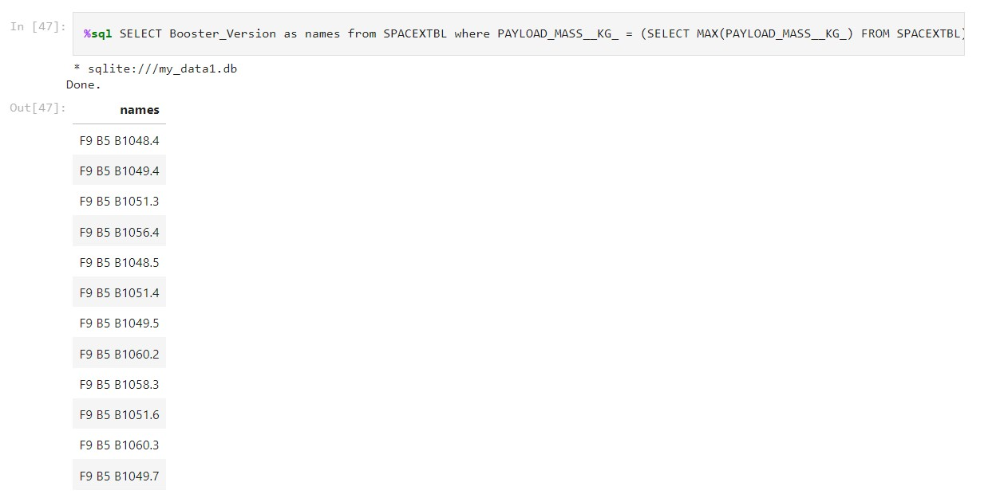 In [47]:
%sql SELECT Booster_Version as names from SPACEXTBL where PAYLOAD_MASS__KG_ = (SELECT MAX(PAYLOAD_MASS__KG_) FROM SPACEXTBL)
* sqlite:///my_data1.db
Done.
Out[47]:
names
F9 B5 B1048.4
F9 B5 B1049.4
F9 B5 B1051.3
F9 B5 B1056.4
F9 B5 B1048.5
F9 B5 B1051.4
F9 B5 B1049.5
F9 B5 B1060.2
F9 B5 B1058.3
F9 B5 B1051.6
F9 B5 B1060.3
F9 B5 B1049.7